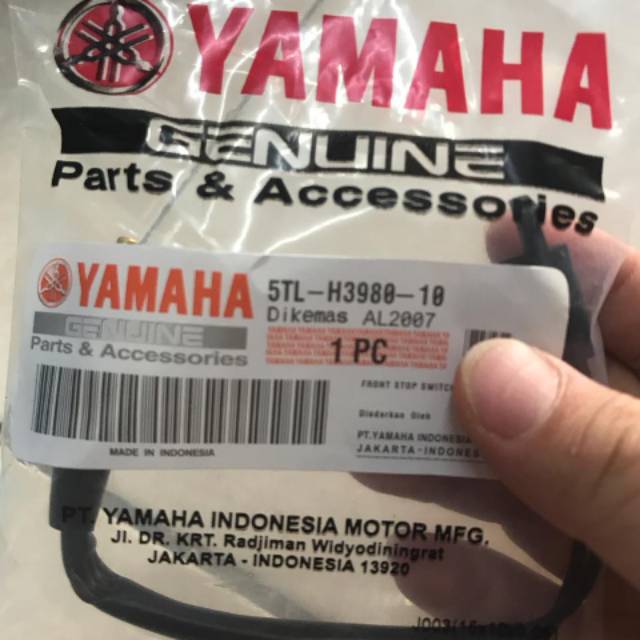 YAMAHA
GENUINE
Parts & Accessories
YAMAHA
GENUINE
Parts & Accessories
MADE IN INDONESIA
5TL-H3980-10
Dikemas AL2007
1 PC
FRONT STOP SWITCH
Diedarkan Oleh
PT.YAMAHA INDONESIA
JAKARTA-INDONESI
PT. YAMAHA INDONESIA MOTOR MFG.
Jl. DR. KRT. Radjiman Widyodiningrat
JAKARTA - INDONESIA 13920